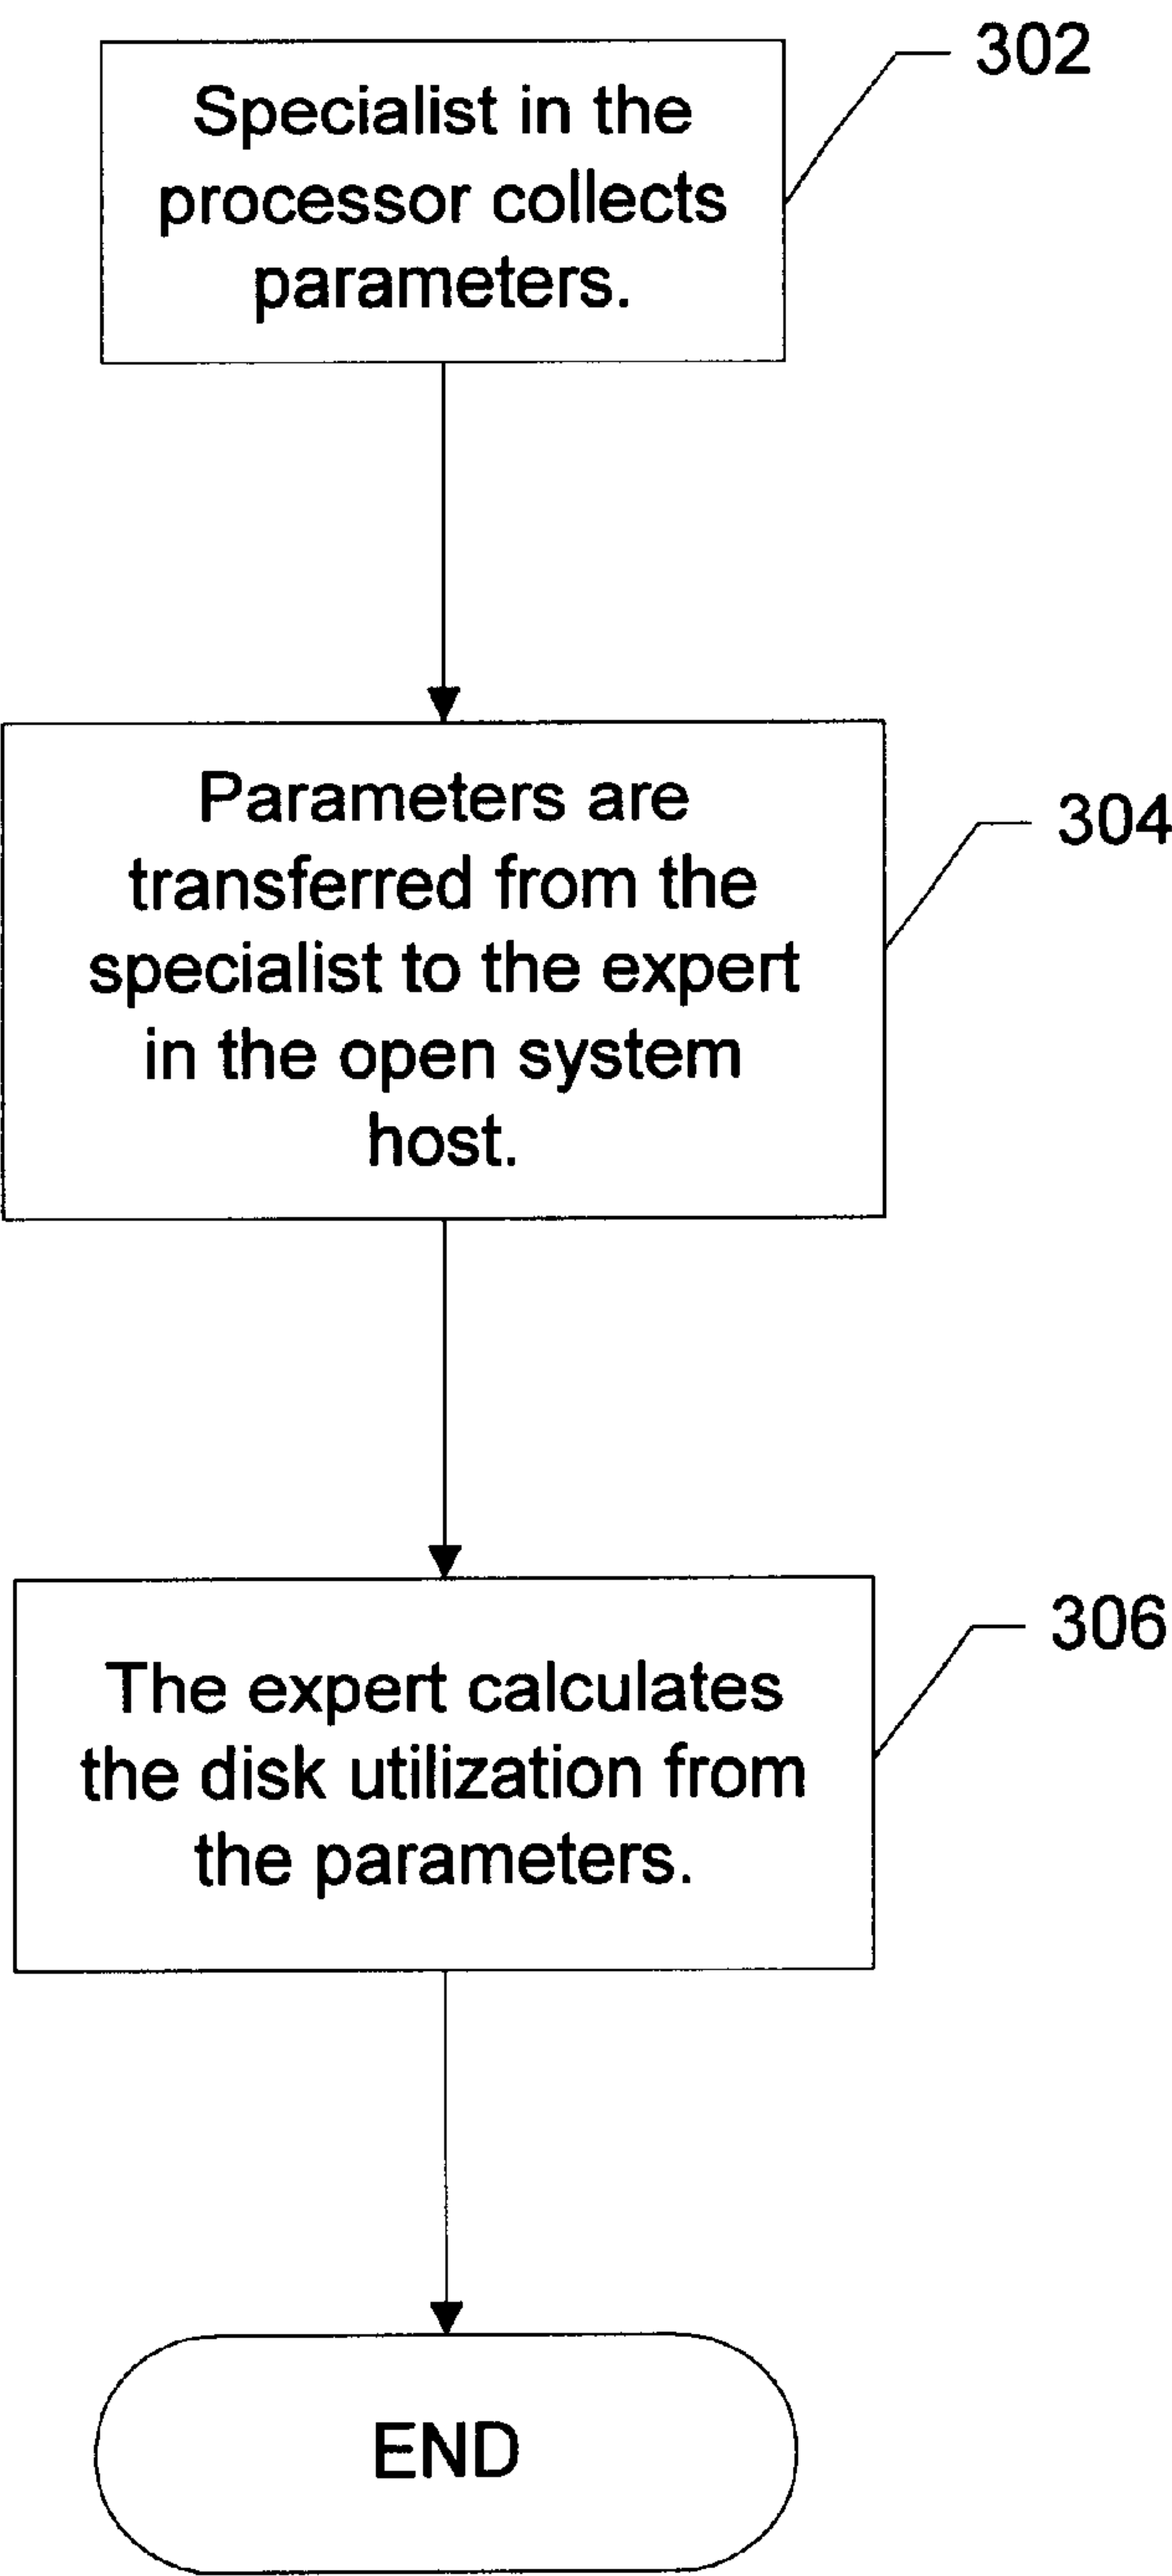 302
Specialist in the
processor collects
parameters.
304
Parameters are
transferred from the
specialist to the expert
in the open system
host.
306
The expert calculates
the disk utilization from
the parameters.
END